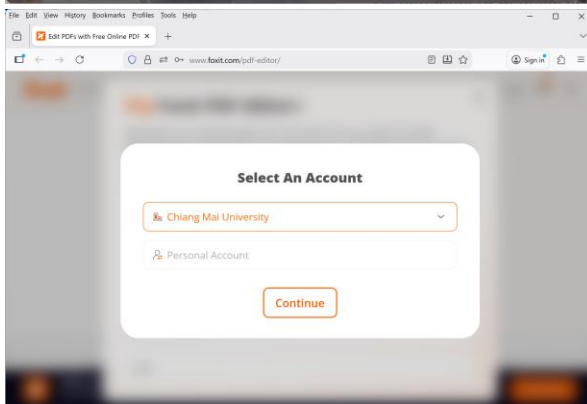 File Edit View History Bookmarks Profiles Tools Help
Edit PDFs with Free Online PDF
www.foxit.com/pdf-editor/
Sign in
Select An Account
Chiang Mai University
Personal Account
Continue